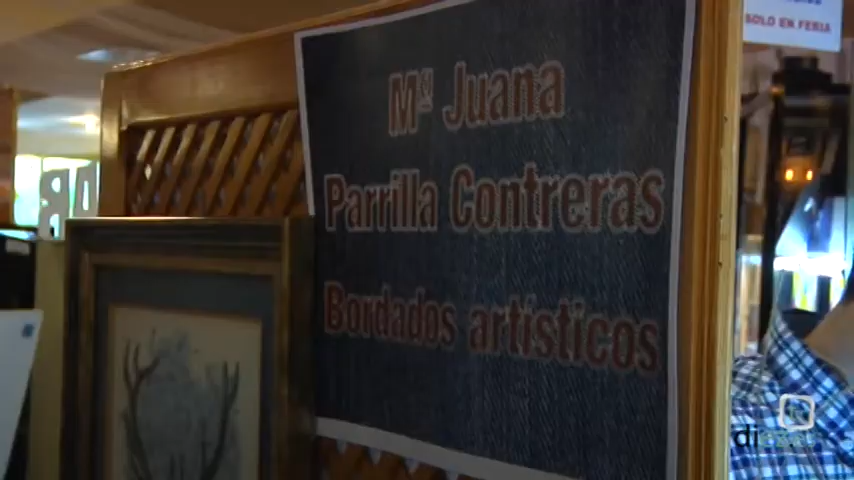 SOLO EN FERIA
Mª Juana
Parrilla Contreras
Bordados artísticos